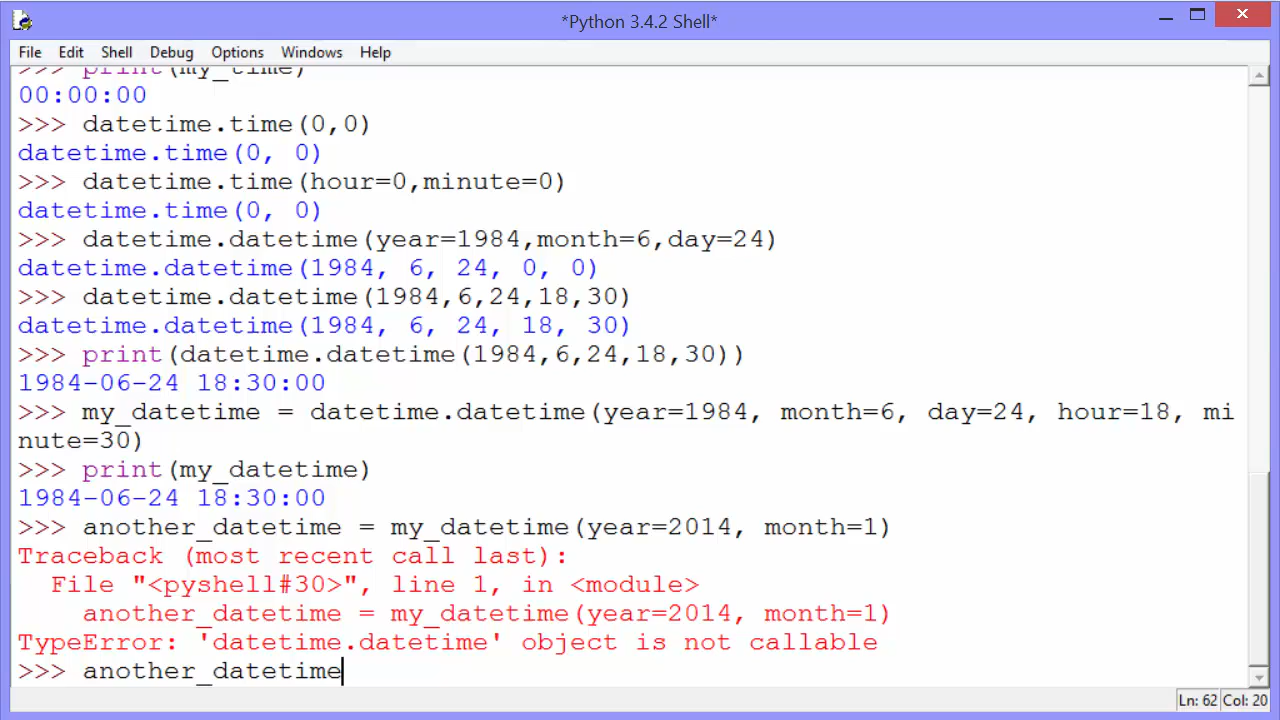 *Python 3.4.2 Shell*
File Edit Shell Debug Options Windows Help
>>> print(my_time)
00:00:00
>>> datetime.time(0,0)
datetime.time(0, 0)
>>> datetime.time(hour=0,minute=0)
datetime.time(0, 0)
>>> datetime.datetime(year=1984,month=6,day=24)
datetime.datetime(1984, 6, 24, 0, 0)
>>> datetime.datetime(1984,6,24,18,30)
datetime.datetime(1984, 6, 24, 18, 30)
>>> print(datetime.datetime(1984,6,24,18,30))
1984-06-24 18:30:00
>>> my_datetime = datetime.datetime(year=1984, month=6, day=24, hour=18, mi
nute=30)
>>> print(my_datetime)
1984-06-24 18:30:00
>>> another_datetime = my_datetime(year=2014, month=1)
Traceback (most recent call last):
  File "<pyshell#30>", line 1, in <module>
    another_datetime = my_datetime(year=2014, month=1)
TypeError: 'datetime.datetime' object is not callable
>>> another_datetime
Ln: 62 Col: 20